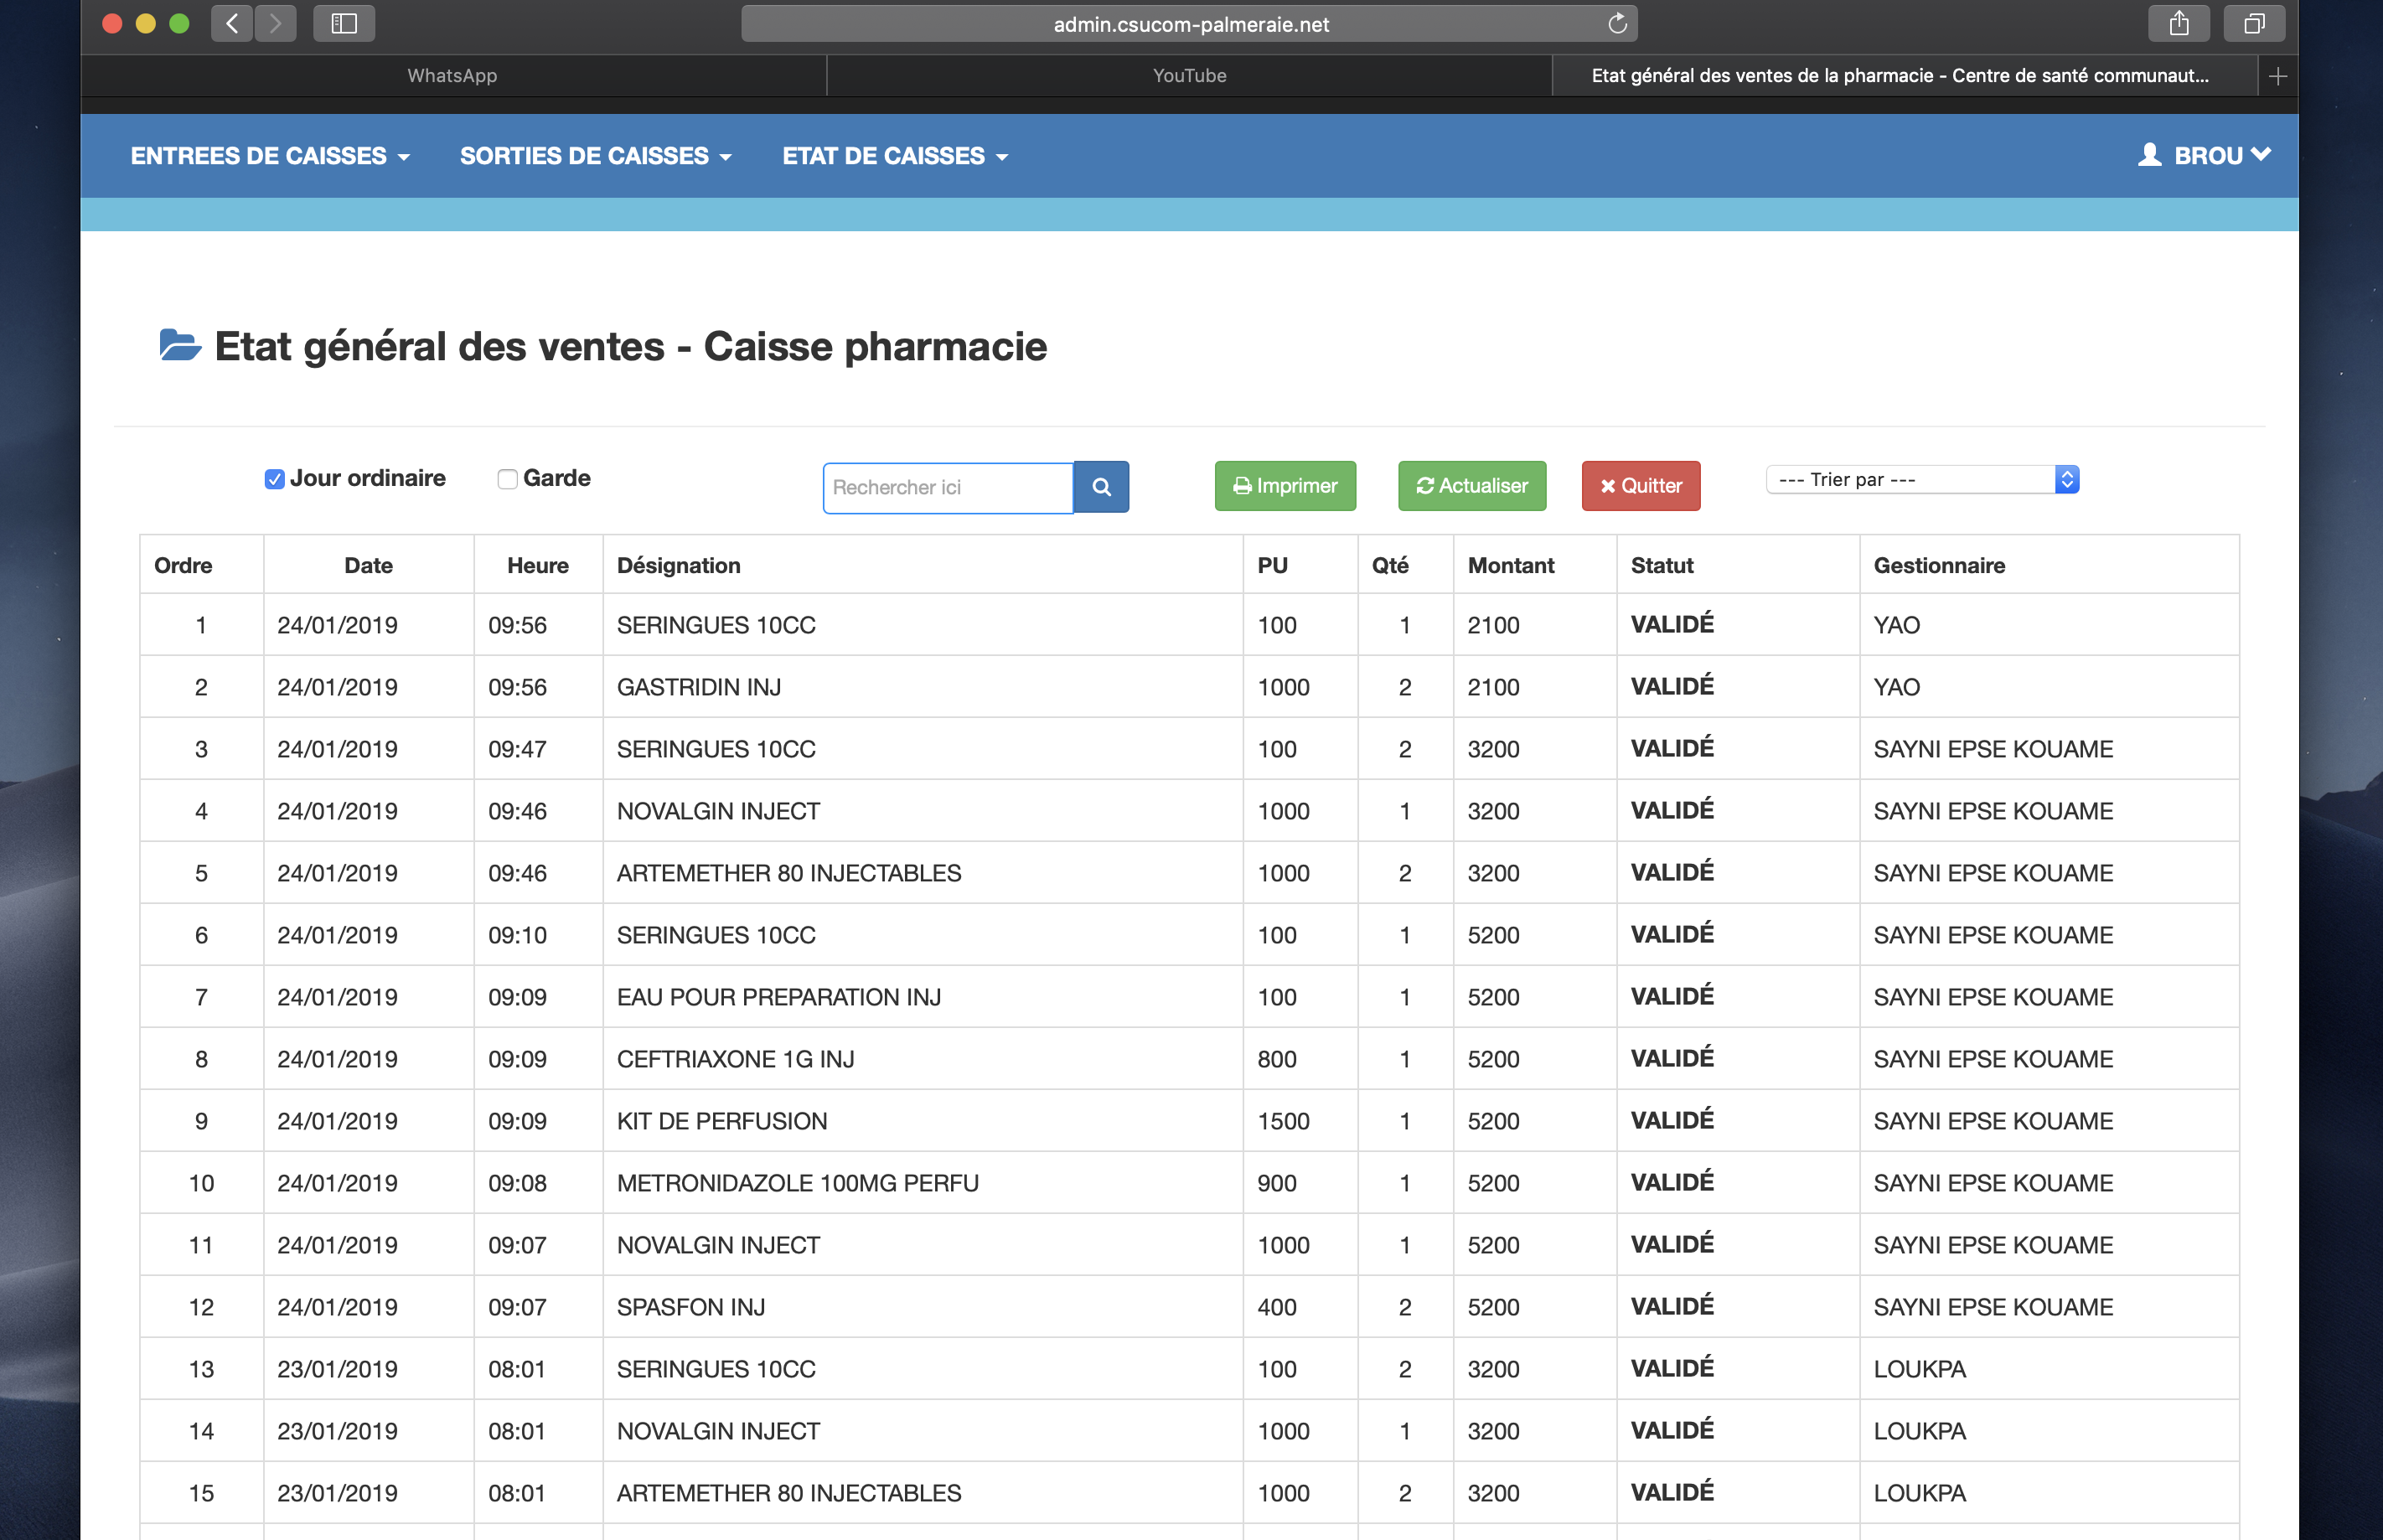 admin.csucom-palmeraie.net
WhatsApp YouTube Etat général des ventes de la pharmacie - Centre de santé communaut...
ENTREES DE CAISSES SORTIES DE CAISSES ETAT DE CAISSES BROU
Etat général des ventes - Caisse pharmacie
Jour ordinaire Garde Rechercher ici Imprimer Actualiser Quitter --- Trier par ---
Ordre Date Heure Désignation PU Qté Montant Statut Gestionnaire
1 24/01/2019 09:56 SERINGUES 10CC 100 1 2100 VALIDÉ YAO
2 24/01/2019 09:56 GASTRIDIN INJ 1000 2 2100 VALIDÉ YAO
3 24/01/2019 09:47 SERINGUES 10CC 100 2 3200 VALIDÉ SAYNI EPSE KOUAME
4 24/01/2019 09:46 NOVALGIN INJECT 1000 1 3200 VALIDÉ SAYNI EPSE KOUAME
5 24/01/2019 09:46 ARTEMETHER 80 INJECTABLES 1000 2 3200 VALIDÉ SAYNI EPSE KOUAME
6 24/01/2019 09:10 SERINGUES 10CC 100 1 5200 VALIDÉ SAYNI EPSE KOUAME
7 24/01/2019 09:09 EAU POUR PREPARATION INJ 100 1 5200 VALIDÉ SAYNI EPSE KOUAME
8 24/01/2019 09:09 CEFTRIAXONE 1G INJ 800 1 5200 VALIDÉ SAYNI EPSE KOUAME
9 24/01/2019 09:09 KIT DE PERFUSION 1500 1 5200 VALIDÉ SAYNI EPSE KOUAME
10 24/01/2019 09:08 METRONIDAZOLE 100MG PERFU 900 1 5200 VALIDÉ SAYNI EPSE KOUAME
11 24/01/2019 09:07 NOVALGIN INJECT 1000 1 5200 VALIDÉ SAYNI EPSE KOUAME
12 24/01/2019 09:07 SPASFON INJ 400 2 5200 VALIDÉ SAYNI EPSE KOUAME
13 23/01/2019 08:01 SERINGUES 10CC 100 2 3200 VALIDÉ LOUKPA
14 23/01/2019 08:01 NOVALGIN INJECT 1000 1 3200 VALIDÉ LOUKPA
15 23/01/2019 08:01 ARTEMETHER 80 INJECTABLES 1000 2 3200 VALIDÉ LOUKPA